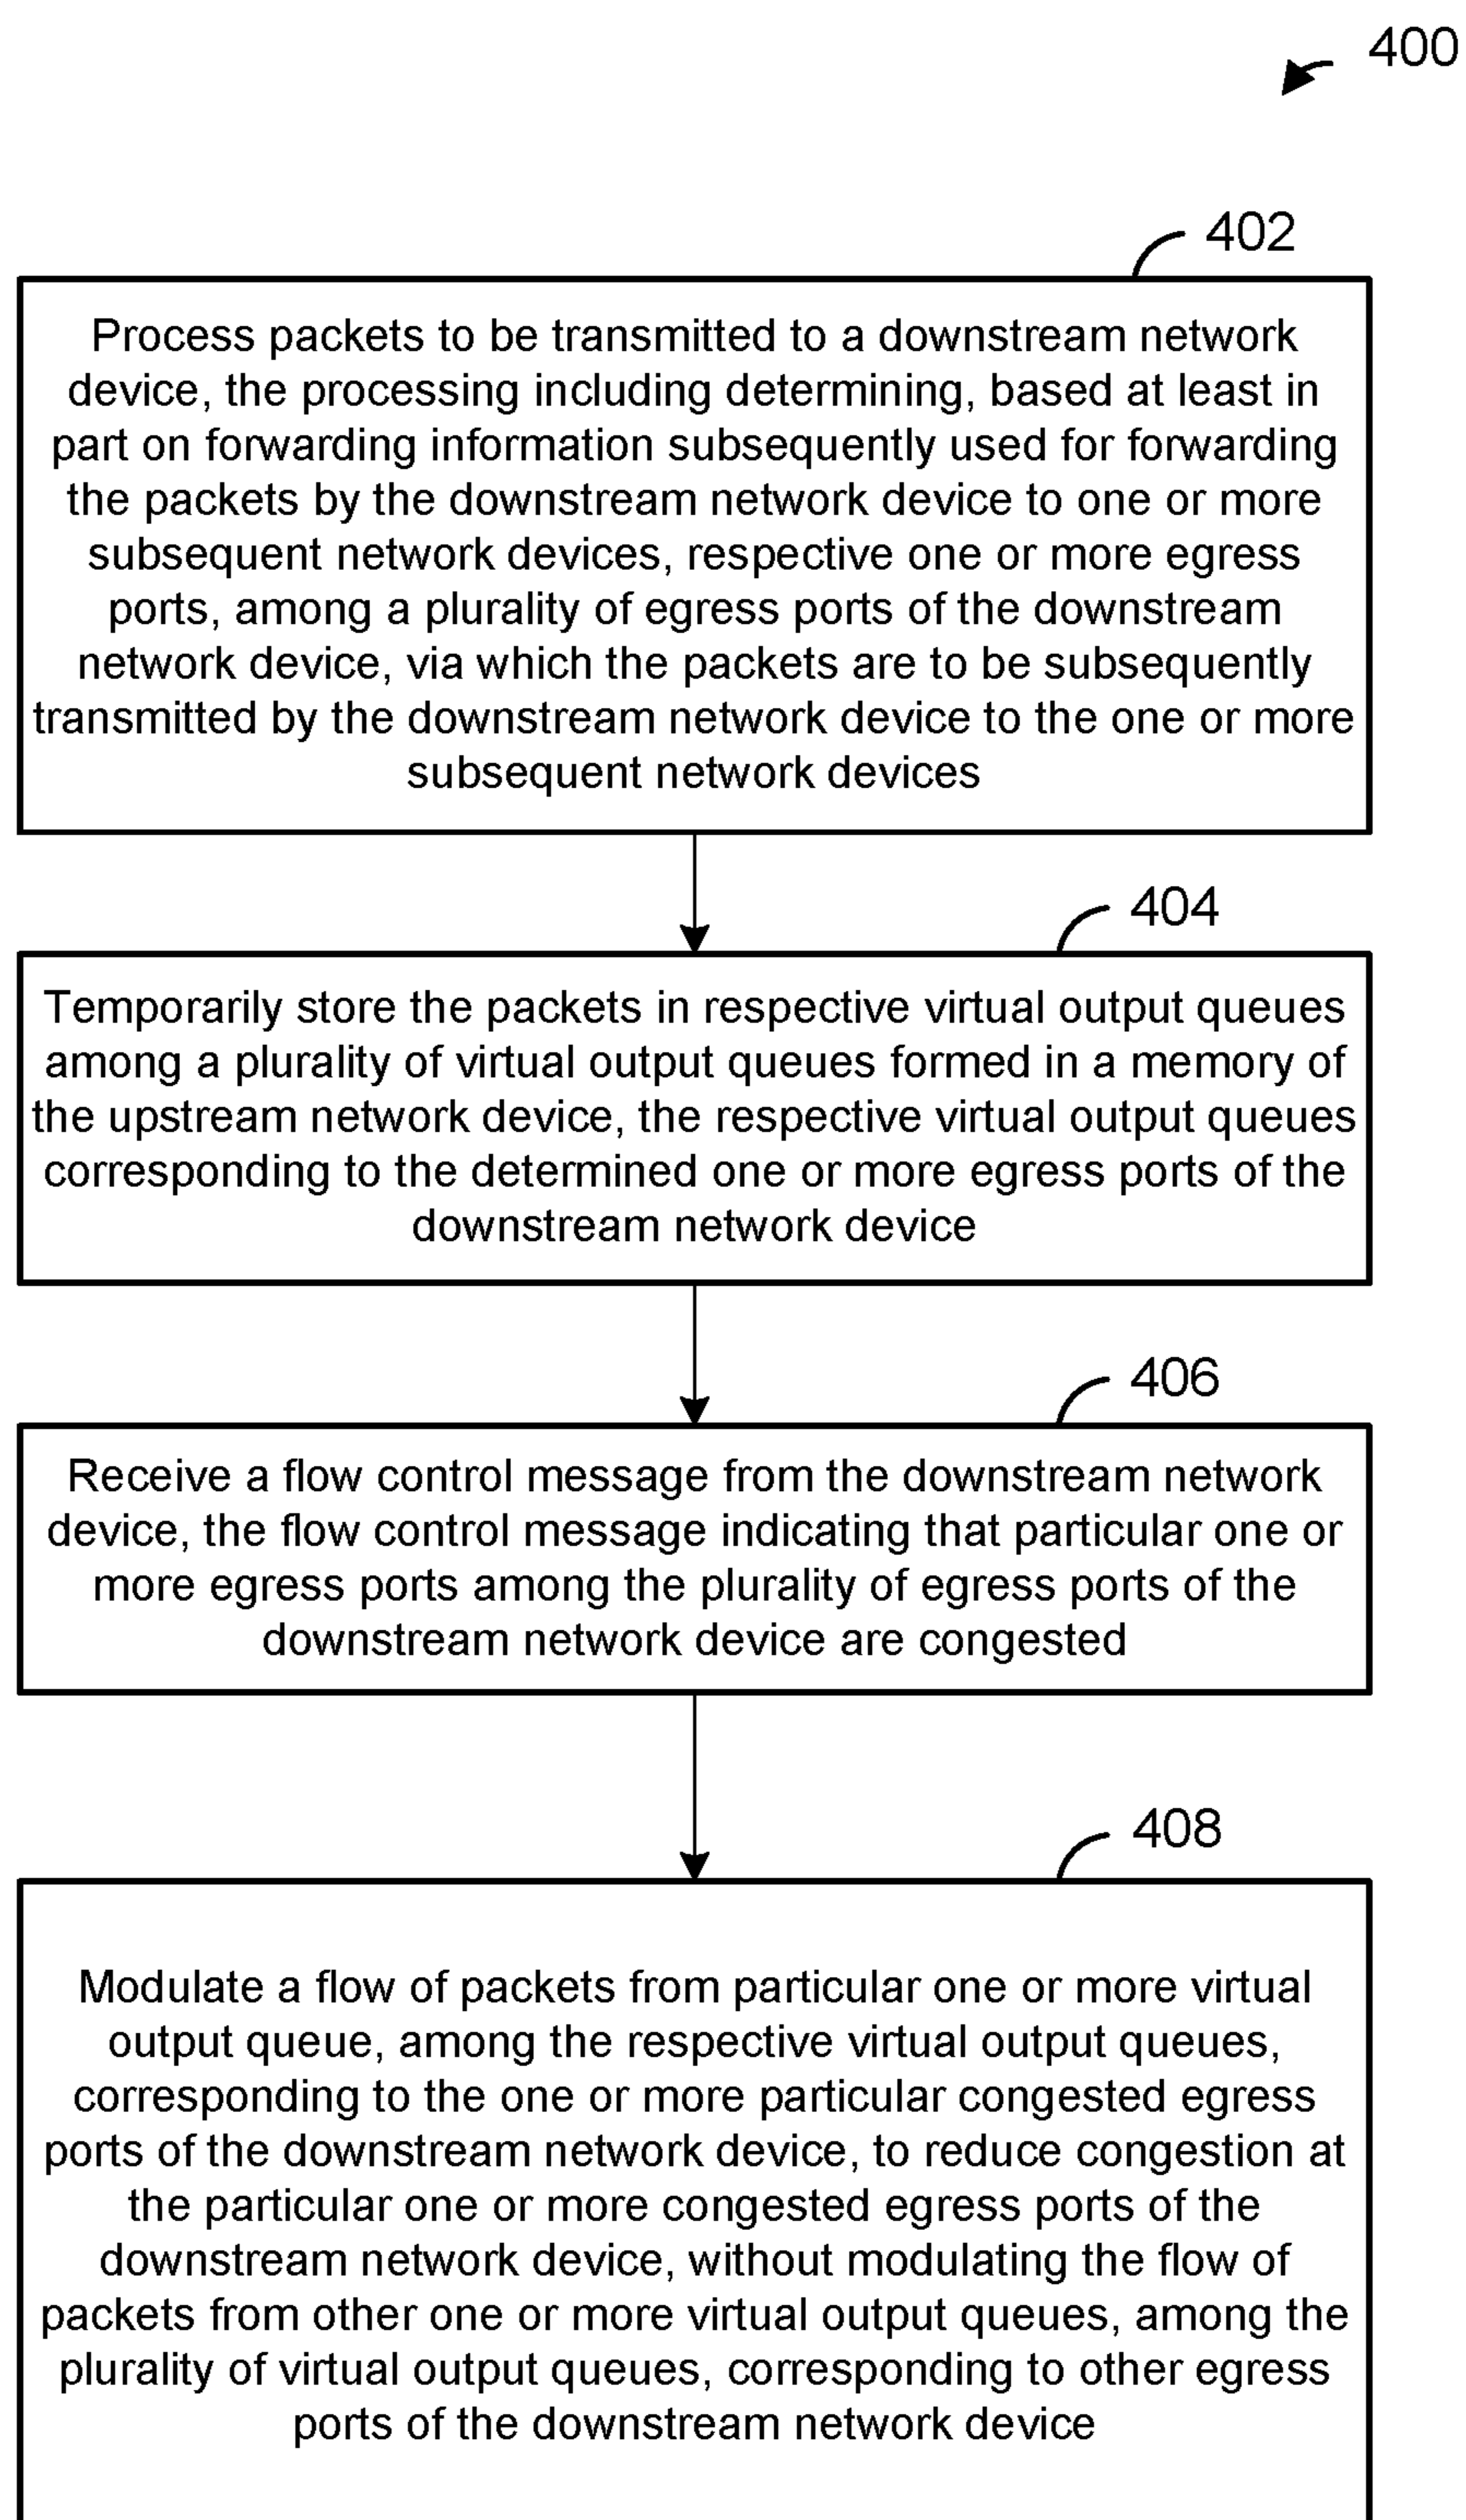 400
402
Process packets to be transmitted to a downstream network
device, the processing including determining, based at least in
part on forwarding information subsequently used for forwarding
the packets by the downstream network device to one or more
subsequent network devices, respective one or more egress
ports, among a plurality of egress ports of the downstream
network device, via which the packets are to be subsequently
transmitted by the downstream network device to the one or more
subsequent network devices
404
Temporarily store the packets in respective virtual output queues
among a plurality of virtual output queues formed in a memory of
the upstream network device, the respective virtual output queues
corresponding to the determined one or more egress ports of the
downstream network device
406
Receive a flow control message from the downstream network
device, the flow control message indicating that particular one or
more egress ports among the plurality of egress ports of the
downstream network device are congested
408
Modulate a flow of packets from particular one or more virtual
output queue, among the respective virtual output queues,
corresponding to the one or more particular congested egress
ports of the downstream network device, to reduce congestion at
the particular one or more congested egress ports of the
downstream network device, without modulating the flow of
packets from other one or more virtual output queues, among the
plurality of virtual output queues, corresponding to other egress
ports of the downstream network device